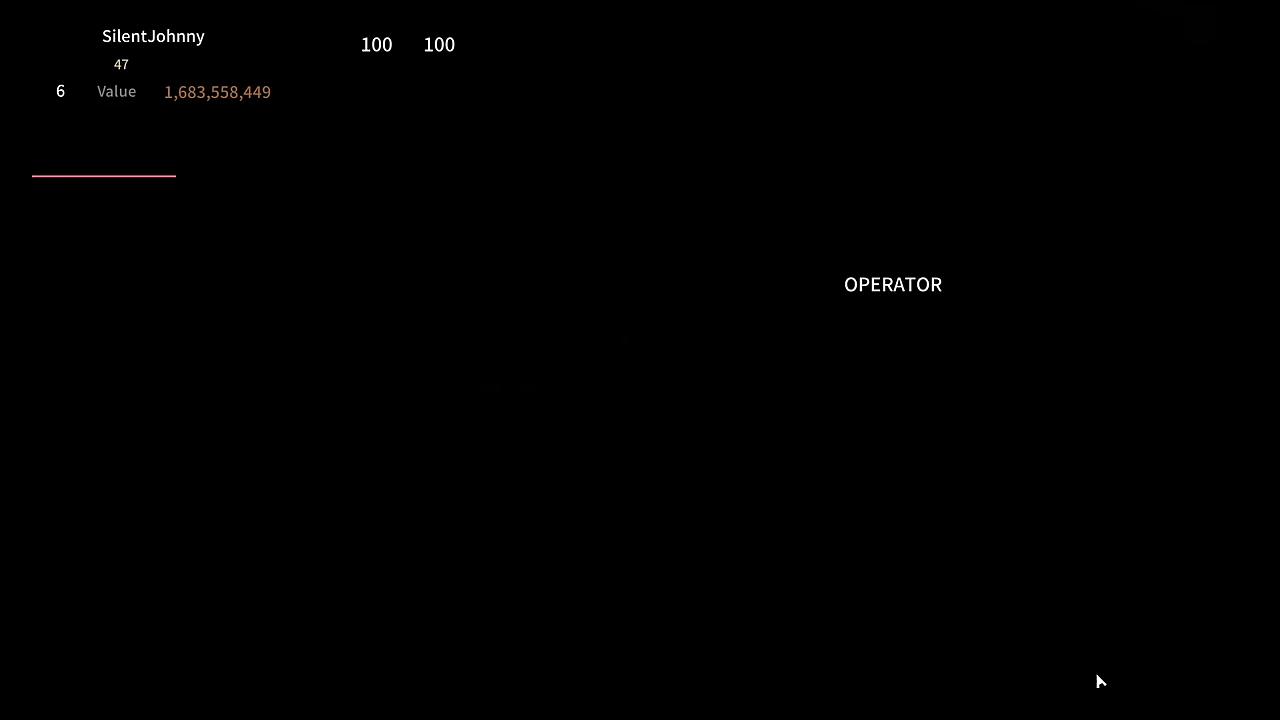 SilentJohnny
100 100
47
6 Value 1,683,558,449
OPERATOR